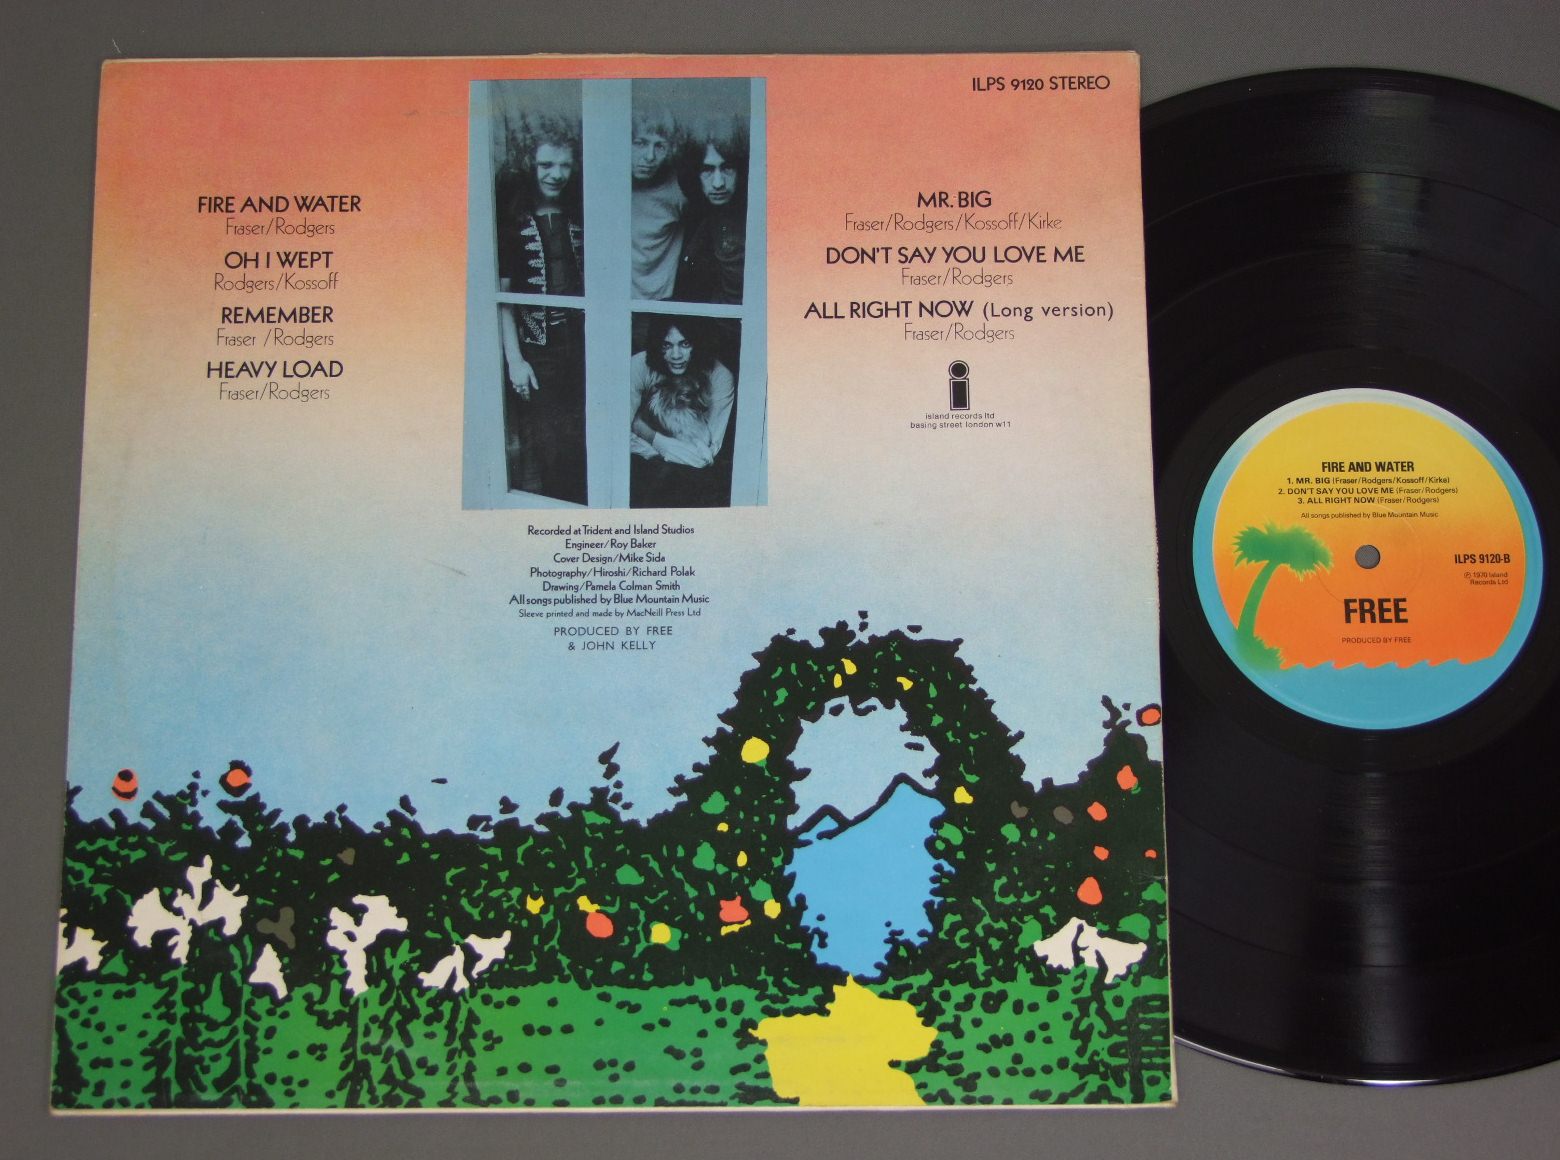 ILPS 9120 STEREO
FIRE AND WATER
Fraser/Rodgers
OH I WEPT
Rodgers/Kossoff
REMEMBER
Fraser /Rodgers
HEAVY LOAD
Fraser/Rodgers
MR. BIG
Fraser/Rodgers/Kossoff/Kirke
DON'T SAY YOU LOVE ME
Fraser/Rodgers
ALL RIGHT NOW (Long version)
Fraser/Rodgers
i
island records ltd
basing street london w11
Recorded at Trident and Island Studios
Engineer/Roy Baker
Cover Design/Mike Sida
Photography/Hiroshi/Richard Polak
Drawing/Pamela Colman Smith
All songs published by Blue Mountain Music
Sleeve printed and made by MacNeill Press Ltd
PRODUCED BY FREE
& JOHN KELLY
FIRE AND WATER
1. MR. BIG (Fraser/Rodgers/Kossoff/Kirke)
2. DON'T SAY YOU LOVE ME (Fraser/Rodgers)
3. ALL RIGHT NOW (Fraser/Rodgers)
All songs published by Blue Mountain Music
ILPS 9120-B
℗ 1970 Island
Records Ltd
FREE
PRODUCED BY FREE